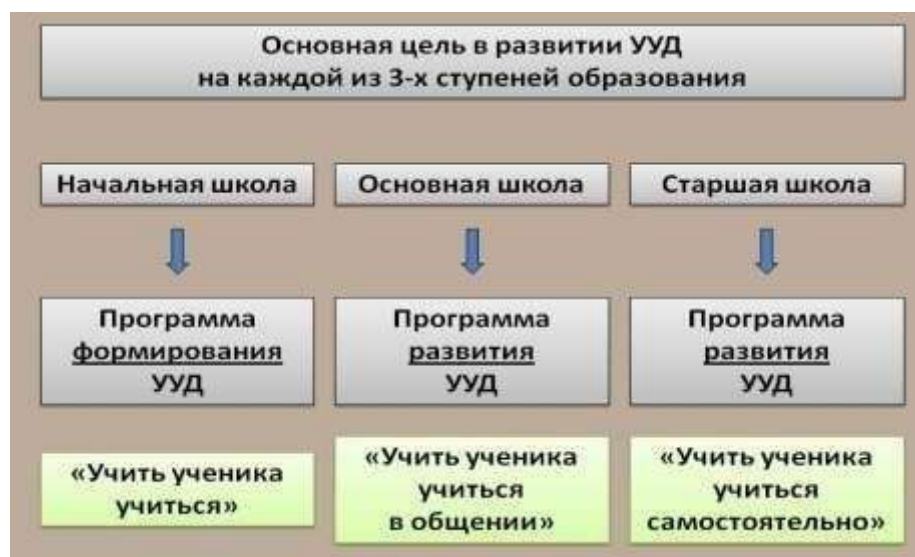 Основная цель в развитии УУД
на каждой из 3-х ступеней образования
Начальная школа
Основная школа
Старшая школа
Программа
формирования
УУД
Программа
развития
УУД
Программа
развития
УУД
«Учить ученика
учиться»
«Учить ученика
учиться
в общении»
«Учить ученика
учиться
самостоятельно»